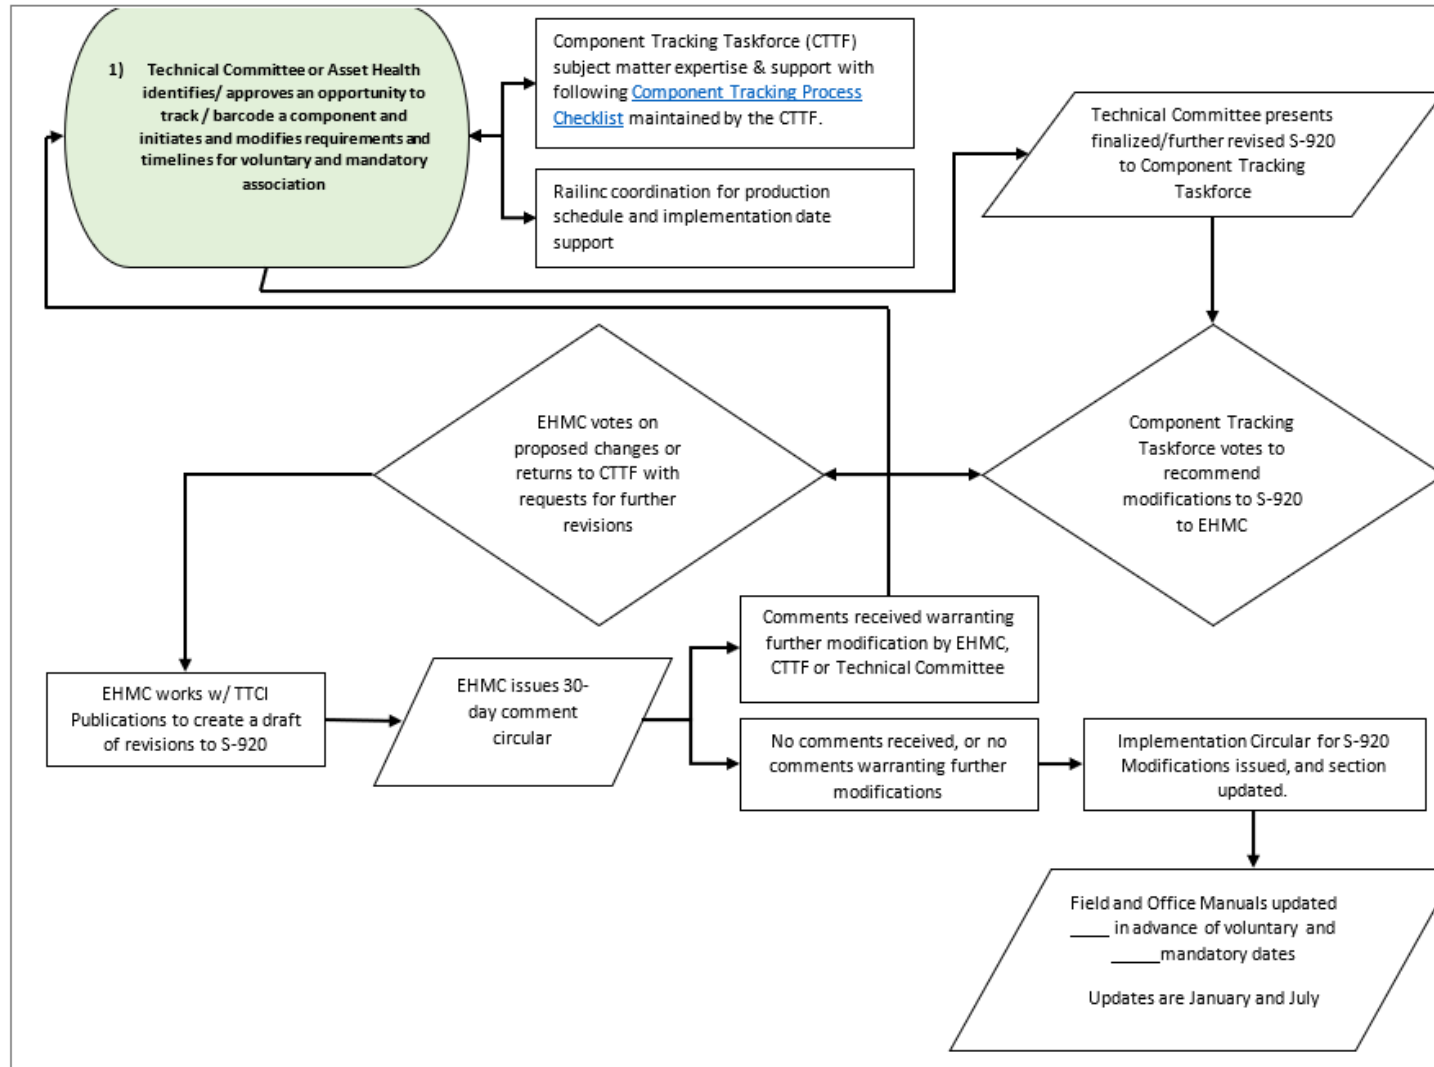 1) Technical Committee or Asset Health
identifies/ approves an opportunity to
track / barcode a component and
initiates and modifies requirements and
timelines for voluntary and mandatory
association
Component Tracking Taskforce (CTTF)
subject matter expertise & support with
following Component Tracking Process
Checklist maintained by the CTTF.
Railinc coordination for production
schedule and implementation date
support
Technical Committee presents
finalized/further revised S-920
to Component Tracking
Taskforce
EHMC votes on
proposed changes or
returns to CTTF with
requests for further
revisions
Component Tracking
Taskforce votes to
recommend
modifications to S-920
to EHMC
EHMC works w/ TTCI
Publications to create a draft
of revisions to S-920
EHMC issues 30-
day comment
circular
Comments received warranting
further modification by EHMC,
CTTF or Technical Committee
No comments received, or no
comments warranting further
modifications
Implementation Circular for S-920
Modifications issued, and section
updated.
Field and Office Manuals updated
____ in advance of voluntary and
_____mandatory dates
Updates are January and July